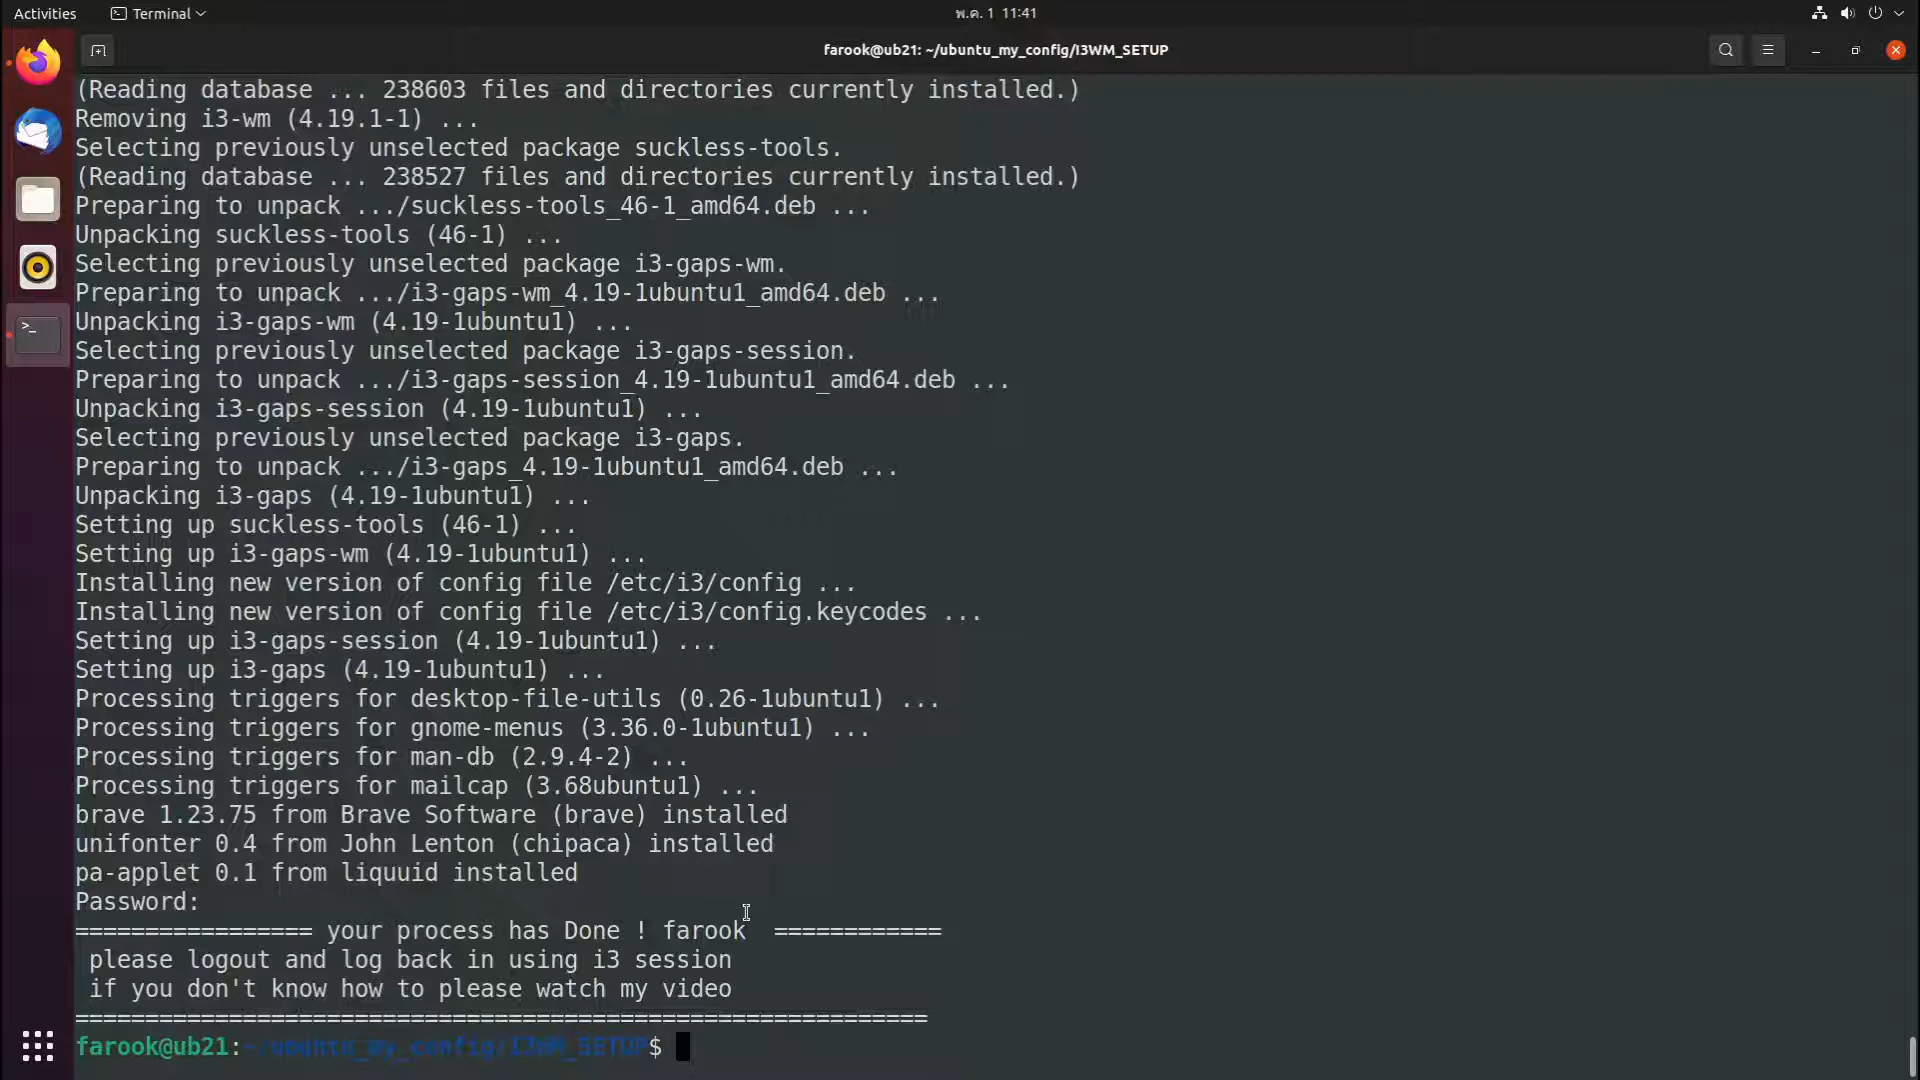 Activities
Terminal
พ.ค. 1 11:41
farook@ub21: ~/ubuntu_my_config/I3WM_SETUP
(Reading database ... 238603 files and directories currently installed.)
Removing i3-wm (4.19.1-1) ...
Selecting previously unselected package suckless-tools.
(Reading database ... 238527 files and directories currently installed.)
Preparing to unpack .../suckless-tools_46-1_amd64.deb ...
Unpacking suckless-tools (46-1) ...
Selecting previously unselected package i3-gaps-wm.
Preparing to unpack .../i3-gaps-wm_4.19-1ubuntu1_amd64.deb ...
Unpacking i3-gaps-wm (4.19-1ubuntu1) ...
Selecting previously unselected package i3-gaps-session.
Preparing to unpack .../i3-gaps-session_4.19-1ubuntu1_amd64.deb ...
Unpacking i3-gaps-session (4.19-1ubuntu1) ...
Selecting previously unselected package i3-gaps.
Preparing to unpack .../i3-gaps_4.19-1ubuntu1_amd64.deb ...
Unpacking i3-gaps (4.19-1ubuntu1) ...
Setting up suckless-tools (46-1) ...
Setting up i3-gaps-wm (4.19-1ubuntu1) ...
Installing new version of config file /etc/i3/config ...
Installing new version of config file /etc/i3/config.keycodes ...
Setting up i3-gaps-session (4.19-1ubuntu1) ...
Setting up i3-gaps (4.19-1ubuntu1) ...
Processing triggers for desktop-file-utils (0.26-1ubuntu1) ...
Processing triggers for gnome-menus (3.36.0-1ubuntu1) ...
Processing triggers for man-db (2.9.4-2) ...
Processing triggers for mailcap (3.68ubuntu1) ...
brave 1.23.75 from Brave Software (brave) installed
unifonter 0.4 from John Lenton (chipaca) installed
pa-applet 0.1 from liquuid installed
Password:
================= your process has Done ! farook  ============
 please logout and log back in using i3 session
 if you don't know how to please watch my video
=============================================================
farook@ub21:~/ubuntu_my_config/I3WM_SETUP$